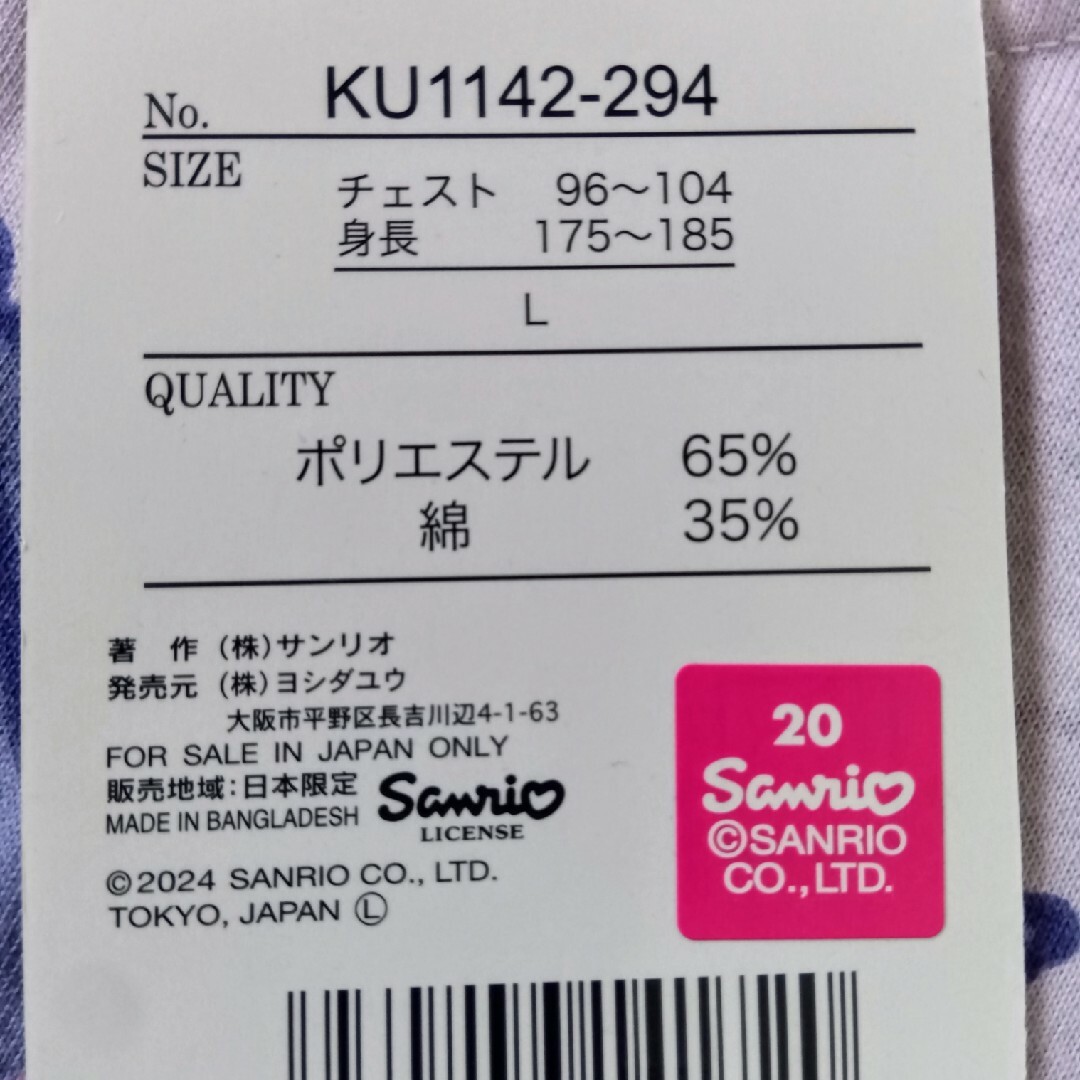 No. KU1142-294
SIZE
チェスト 96～104
身長 175～185
L
QUALITY
ポリエステル 65%
綿 35%
著 作 (株)サンリオ
発売元 (株)ヨシダユウ
大阪市平野区長吉川辺4-1-63
FOR SALE IN JAPAN ONLY
販売地域：日本限定
MADE IN BANGLADESH
Sanrio
LICENSE
©2024 SANRIO CO., LTD.
TOKYO, JAPAN Ⓛ
20
Sanrio
©SANRIO
CO.,LTD.